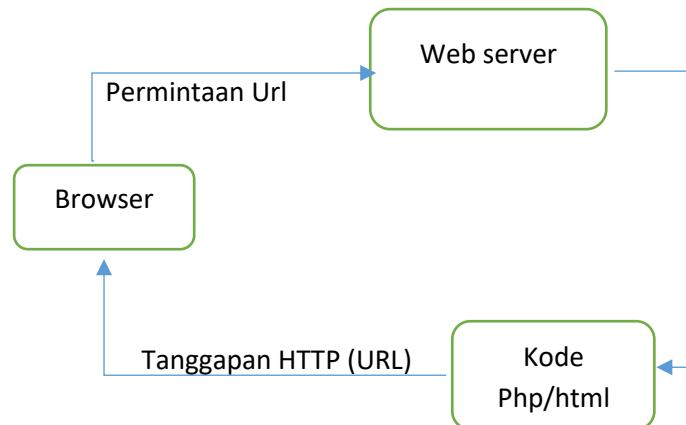 Web server
Permintaan Url
Browser
Tanggapan HTTP (URL)
Kode
Php/html